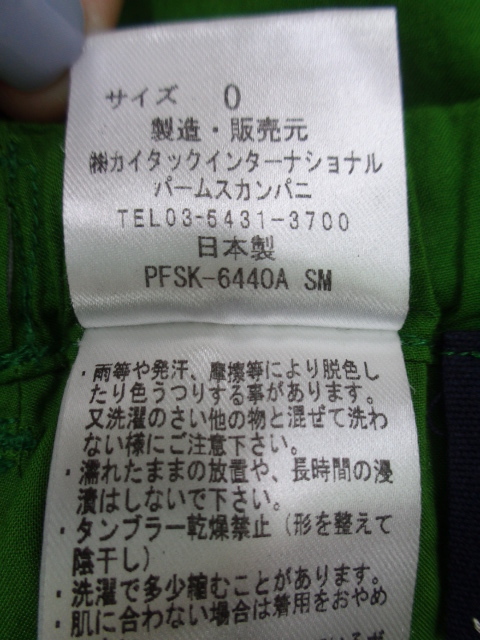 サイズ 0
製造・販売元
㈱カイタックインターナショナル
パームスカンパニ
TEL03-5431-3700
日本製
PFSK-6440A SM
・雨等や発汗、摩擦等により脱色し
たり色うつりする事があります。
又洗濯のさい他の物と混ぜて洗わ
ない様にご注意下さい。
・濡れたままの放置や、長時間の浸
漬はしないで下さい。
・タンブラー乾燥禁止(形を整えて
陰干し)
・洗濯で多少縮むことがあります。
・肌に合わない場合は着用をおやめ